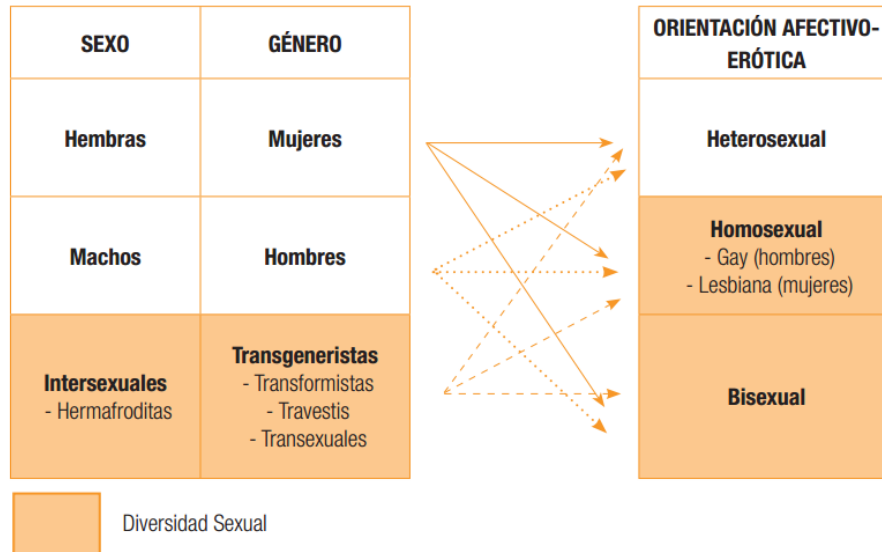 SEXO
GÉNERO
ORIENTACIÓN AFECTIVO-
ERÓTICA
Hembras
Mujeres
Heterosexual
Machos
Hombres
Homosexual
- Gay (hombres)
- Lesbiana (mujeres)
Intersexuales
- Hermafroditas
Transgeneristas
- Transformistas
- Travestis
- Transexuales
Bisexual
Diversidad Sexual